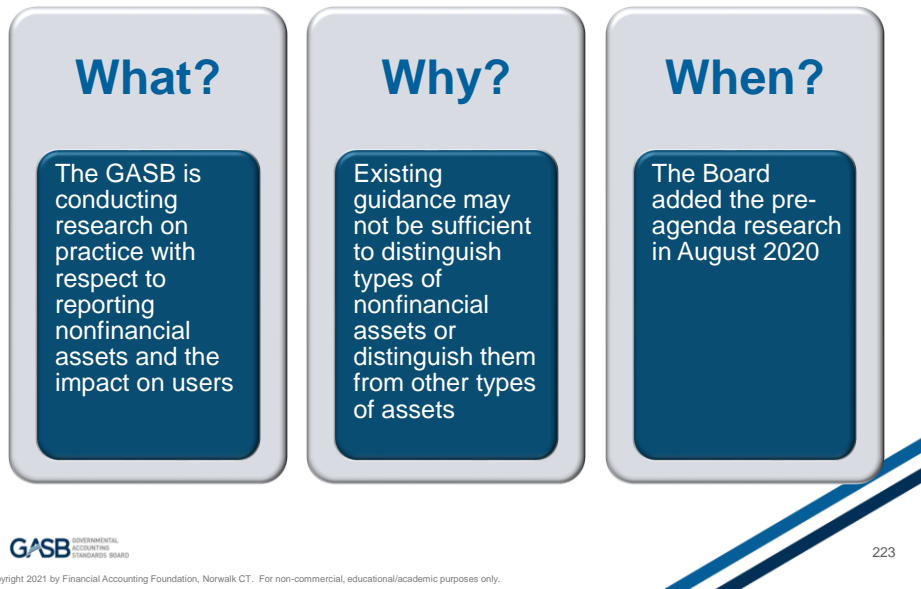 What?
The GASB is
conducting
research on
practice with
respect to
reporting
nonfinancial
assets and the
impact on users
Why?
Existing
guidance may
not be sufficient
to distinguish
types of
nonfinancial
assets or
distinguish them
from other types
of assets
When?
The Board
added the pre-
agenda research
in August 2020
GASB
GOVERNMENTAL
ACCOUNTING
STANDARDS BOARD
223
pyright 2021 by Financial Accounting Foundation, Norwalk CT. For non-commercial, educational/academic purposes only.